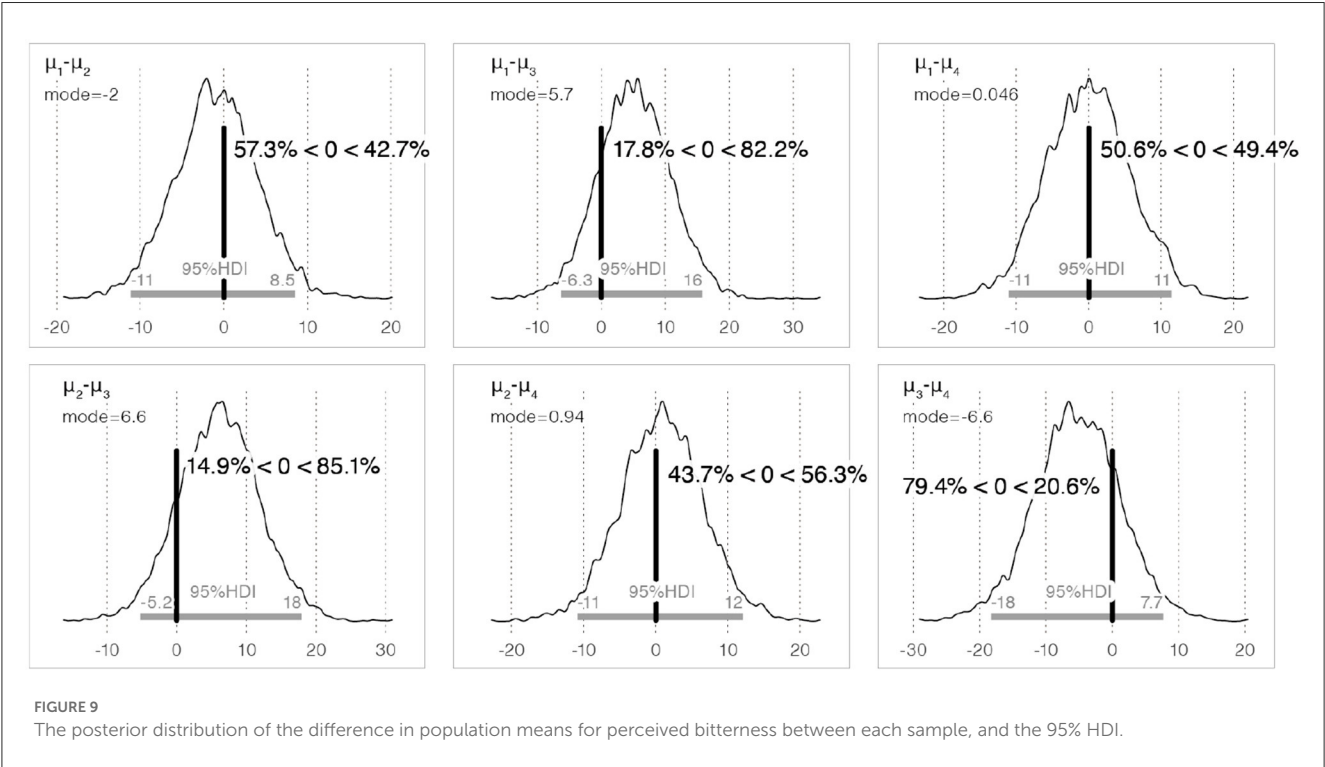 μ₁-μ₂
mode=-2
57.3% < 0 < 42.7%
95%HDI
-11 8.5
-20 -10 0 10 20
μ₁-μ₃
mode=5.7
17.8% < 0 < 82.2%
95%HDI
-6.3 16
-10 0 10 20 30
μ₁-μ₄
mode=0.046
50.6% < 0 < 49.4%
95%HDI
-11 11
-20 -10 0 10 20
μ₂-μ₃
mode=6.6
14.9% < 0 < 85.1%
95%HDI
-5.2 18
-10 0 10 20 30
μ₂-μ₄
mode=0.94
43.7% < 0 < 56.3%
95%HDI
-11 12
-20 -10 0 10 20
μ₃-μ₄
mode=-6.6
79.4% < 0 < 20.6%
95%HDI
-18 7.7
-30 -20 -10 0 10 20
FIGURE 9
The posterior distribution of the difference in population means for perceived bitterness between each sample, and the 95% HDI.